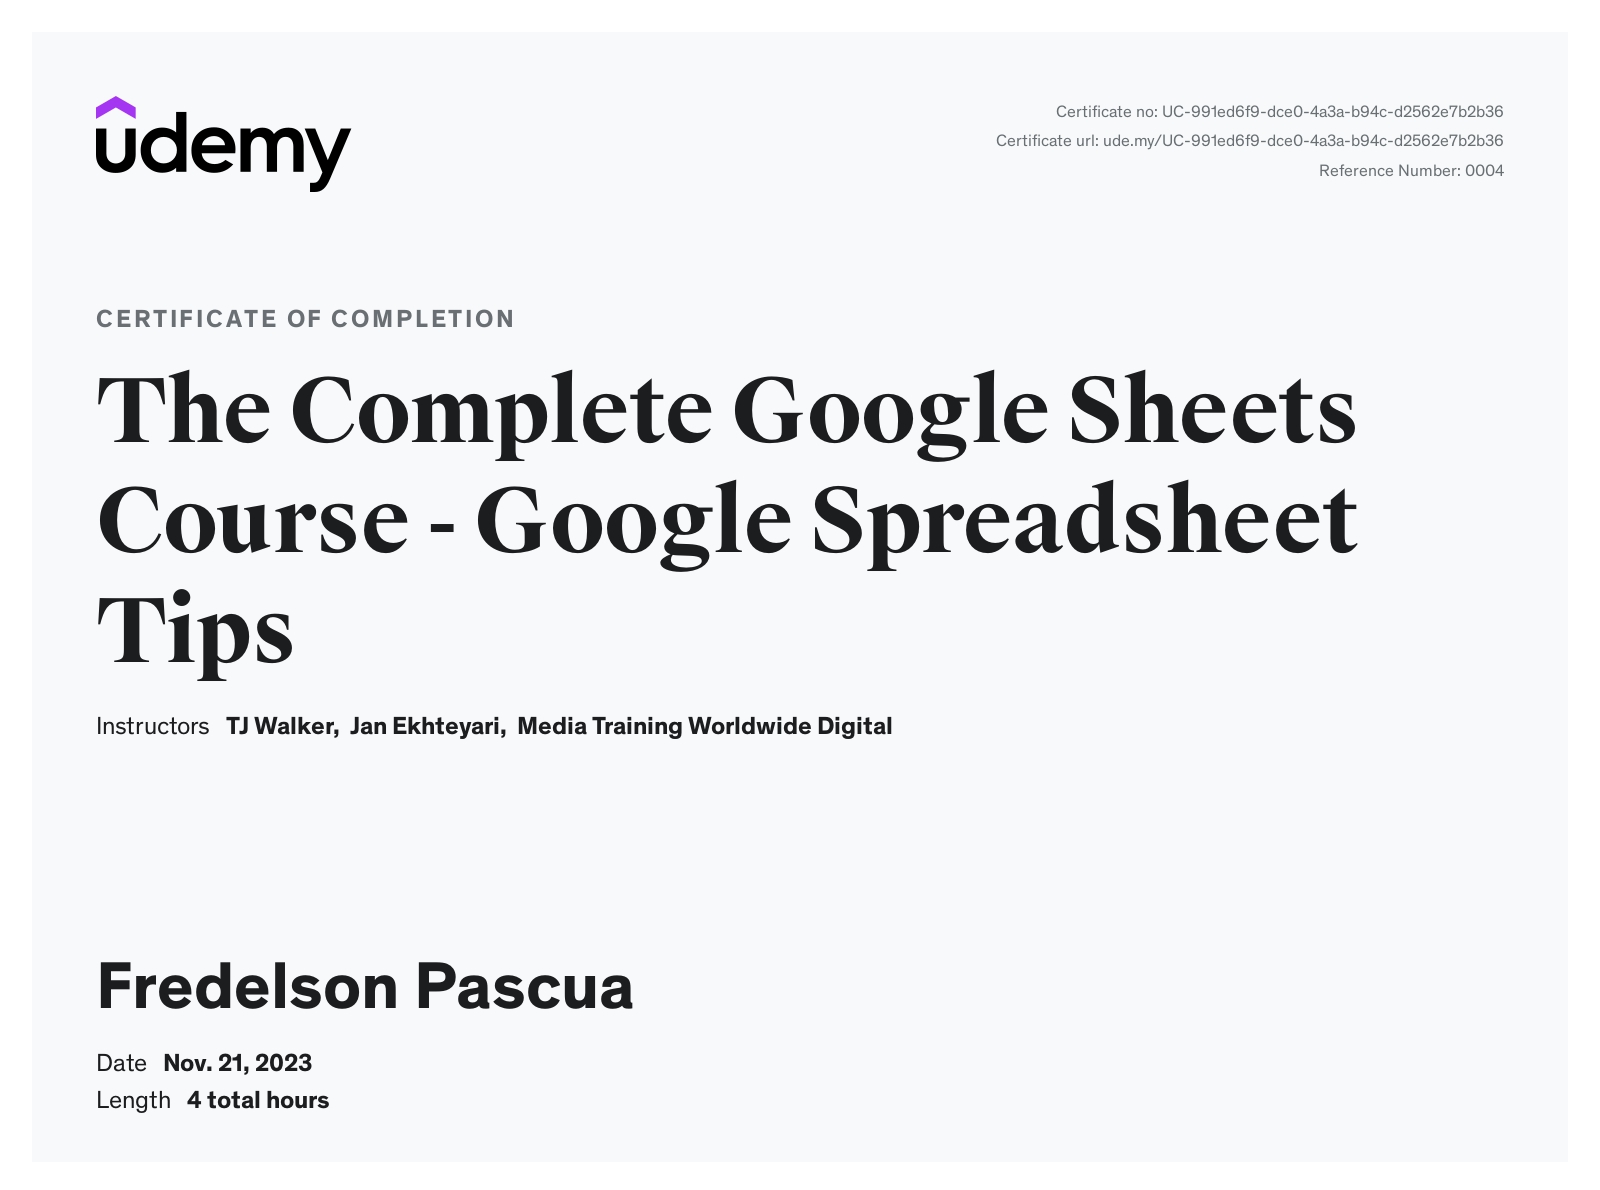 udemy
Certificate no: UC-991ed6f9-dce0-4a3a-b94c-d2562e7b2b36
Certificate url: ude.my/UC-991ed6f9-dce0-4a3a-b94c-d2562e7b2b36
Reference Number: 0004
CERTIFICATE OF COMPLETION
The Complete Google Sheets
Course - Google Spreadsheet
Tips
Instructors TJ Walker, Jan Ekhteyari, Media Training Worldwide Digital
Fredelson Pascua
Date Nov. 21, 2023
Length 4 total hours